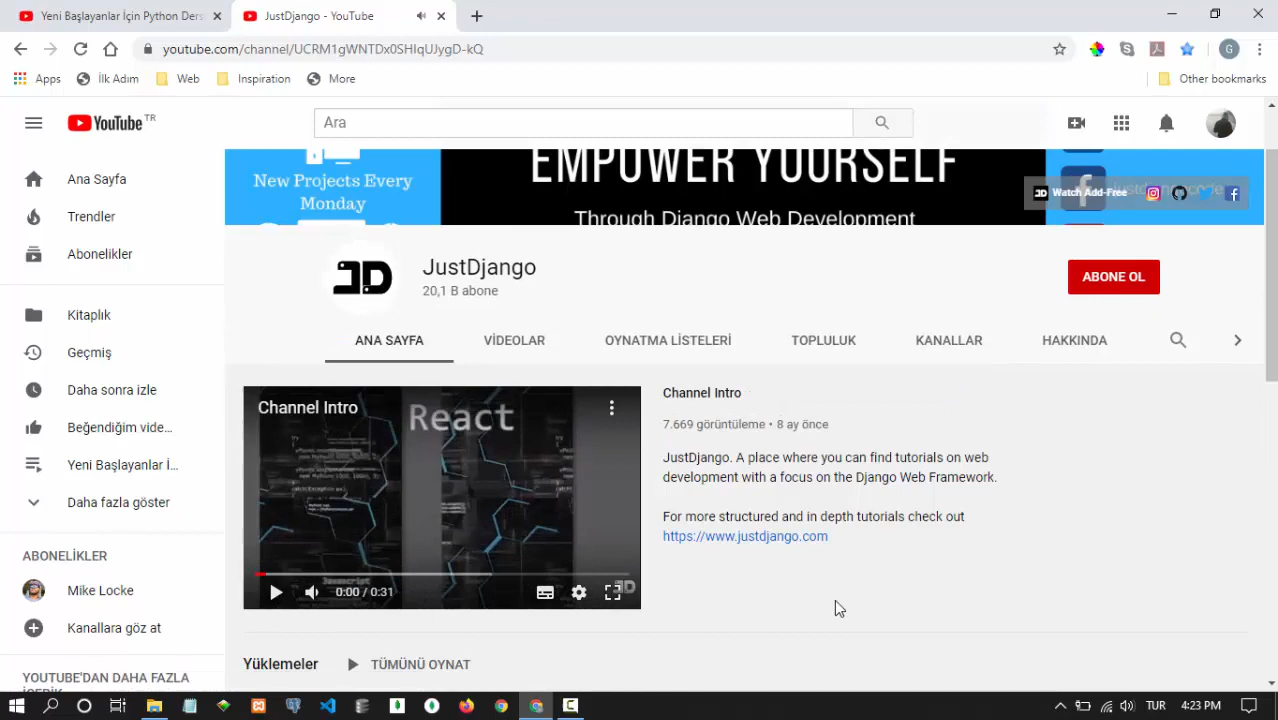 Yeni Başlayanlar İçin Python Ders
JustDjango - YouTube
youtube.com/channel/UCRM1gWNTDx0SHIqUJygD-kQ
Apps
İlk Adım
Web
Inspiration
More
Other bookmarks
YouTube TR
Ara
Ana Sayfa
Trendler
Abonelikler
Kitaplık
Geçmiş
Daha sonra izle
Beğendiğim vide...
Yeni Başlayanlar İ...
Daha fazla göster
ABONELİKLER
Mike Locke
Kanallara göz at
YOUTUBE'DAN DAHA FAZLA
İÇERİK
New Projects Every
Monday
EMPOWER YOURSELF
Through Django Web Development
Watch Add-Free
JustDjango
20,1 B abone
ABONE OL
ANA SAYFA
VİDEOLAR
OYNATMA LİSTELERİ
TOPLULUK
KANALLAR
HAKKINDA
Channel Intro
React
Javascript
0:00 / 0:31
Channel Intro
7.669 görüntüleme • 8 ay önce
JustDjango. A place where you can find tutorials on web
development with a focus on the Django Web Framework.
For more structured and in depth tutorials check out
https://www.justdjango.com
Yüklemeler
TÜMÜNÜ OYNAT
TUR
4:23 PM